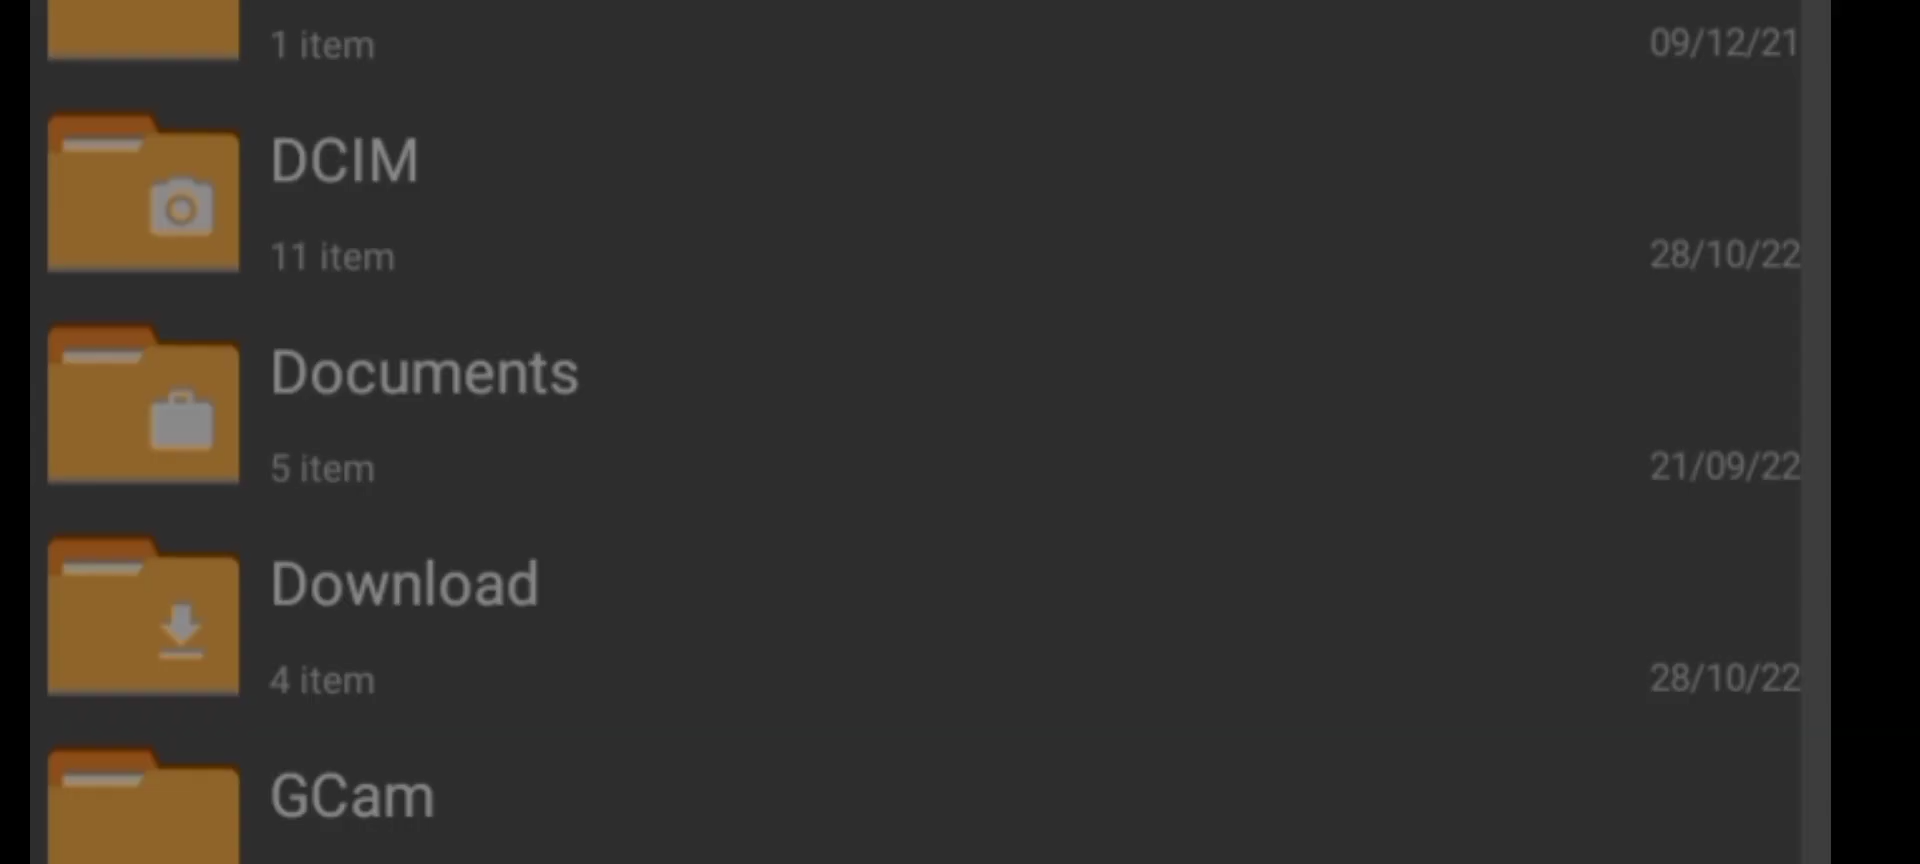 1 item
09/12/21
DCIM
11 item
28/10/22
Documents
5 item
21/09/22
Download
4 item
28/10/22
GCam